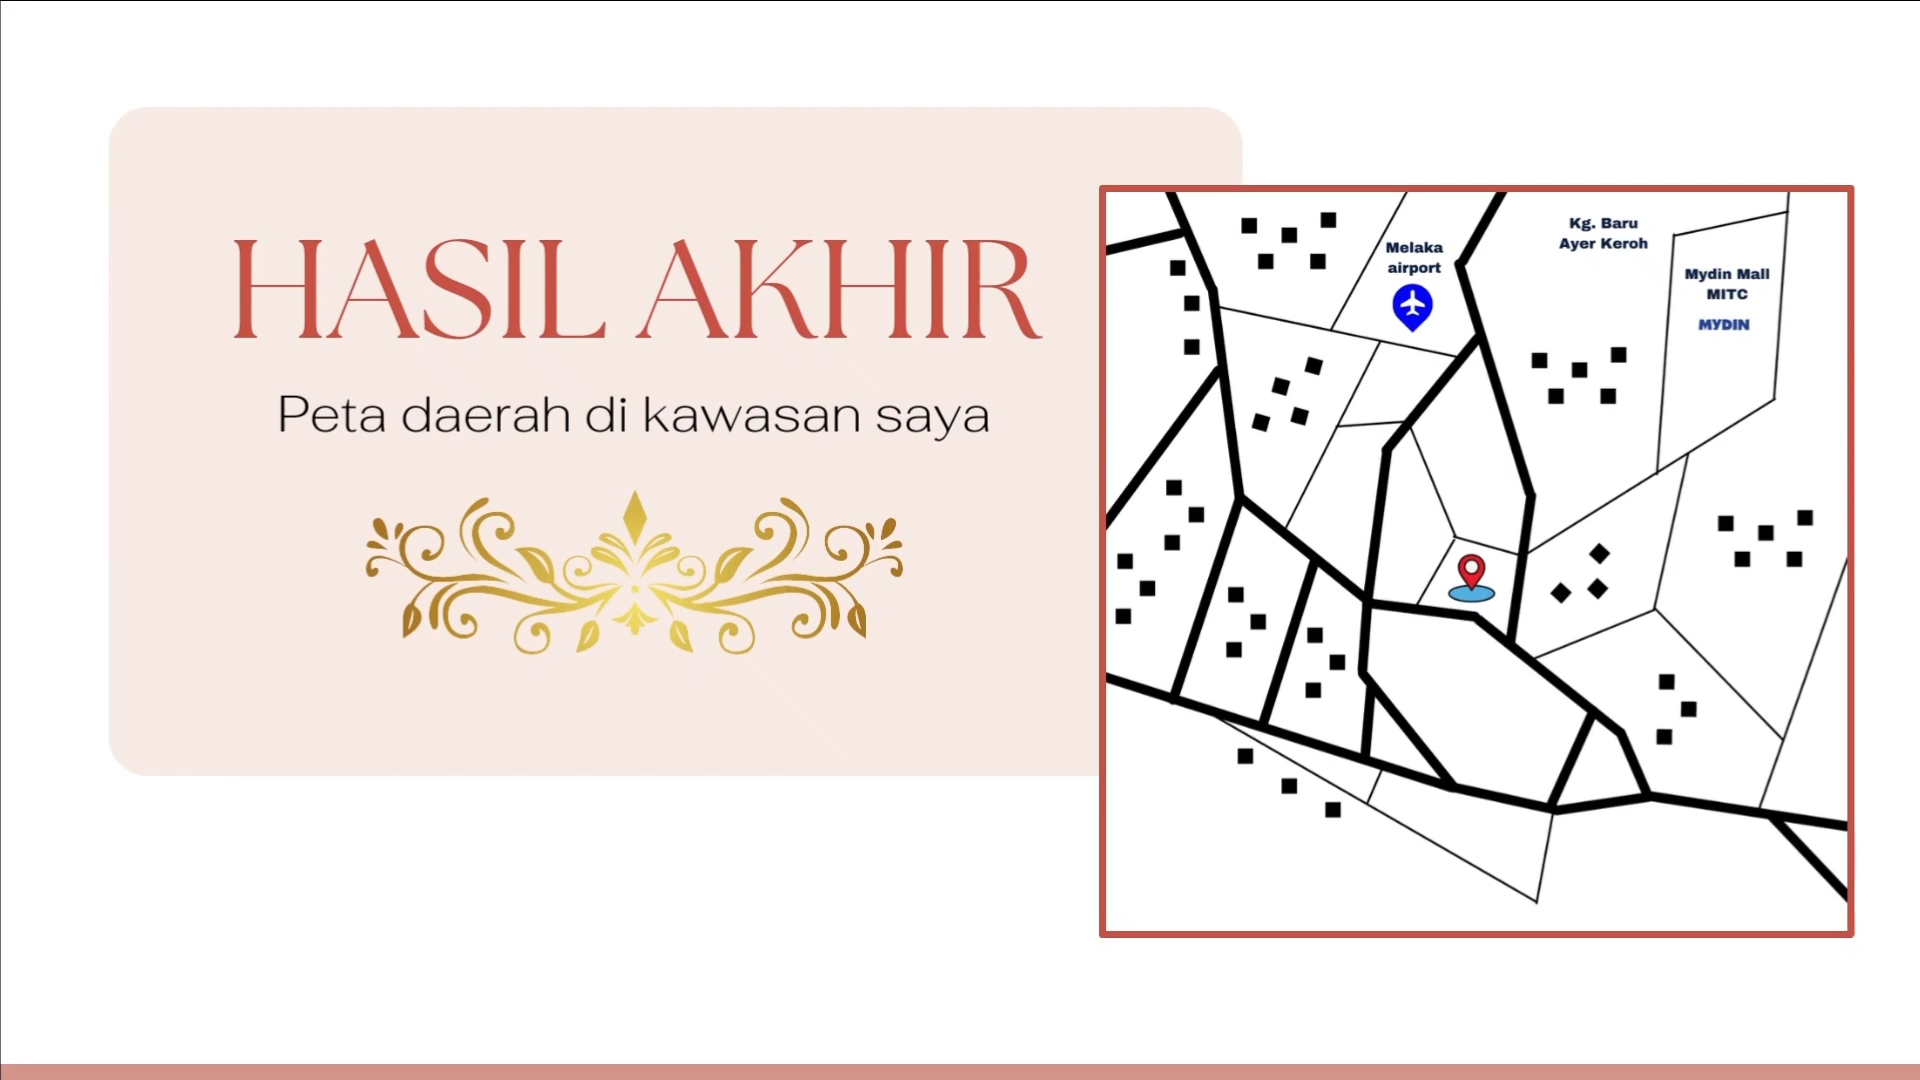 HASIL AKHIR
Peta daerah di kawasan saya
Melaka
airport
Kg. Baru
Ayer Keroh
Mydin Mall
MITC
MYDIN